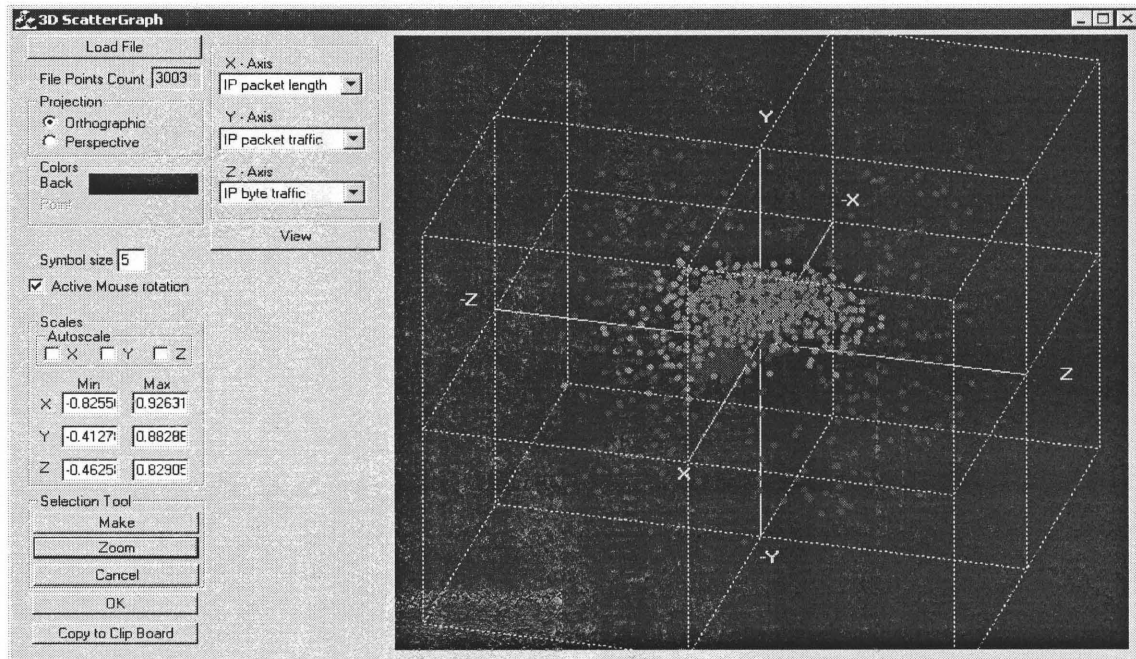 3D ScatterGraph
Load File
File Points Count 3003
Projection
Orthographic
Perspective
Colors
Back
Point
Symbol size 5
Active Mouse rotation
Scales
Autoscale
X Y Z
Min Max
X -0.8255 0.92631
Y -0.4127 0.8828
Z -0.4625 0.8290
Selection Tool
Make
Zoom
Cancel
OK
Copy to Clip Board
X - Axis
IP packet length
Y - Axis
IP packet traffic
Z - Axis
IP byte traffic
View
Y
-X
-Z
Z
X
-Y